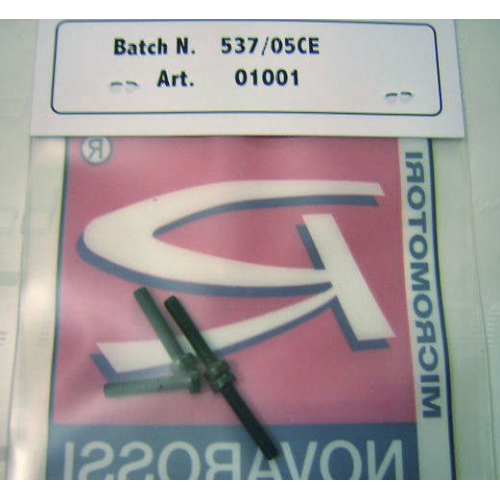 Batch N. 537/05CE
Art. 01001
®
MICROMOTORI
NOVAROSSI